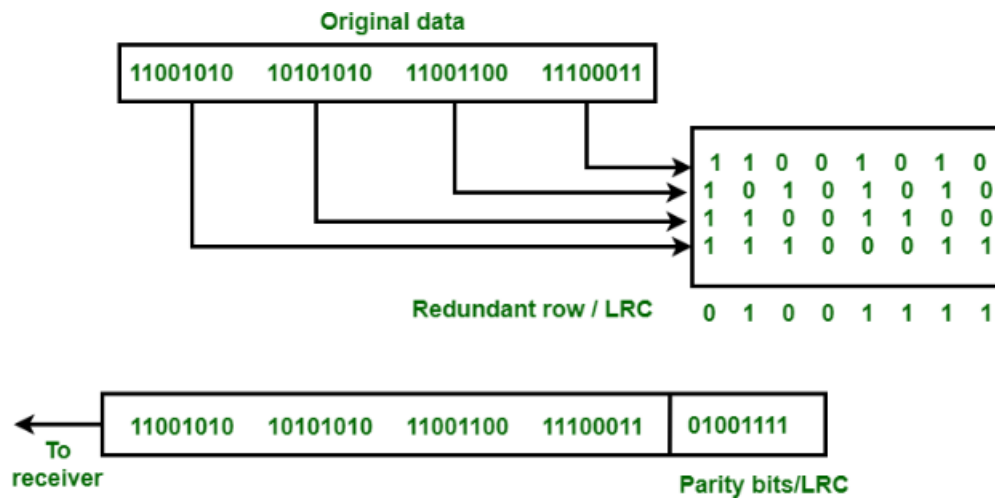 Original data
11001010 10101010 11001100 11100011
1 1 0 0 1 0 1 0
1 0 1 0 1 0 1 0
1 1 0 0 1 1 0 0
1 1 1 0 0 0 1 1
Redundant row / LRC 0 1 0 0 1 1 1 1
11001010 10101010 11001100 11100011 01001111
To
receiver
Parity bits/LRC